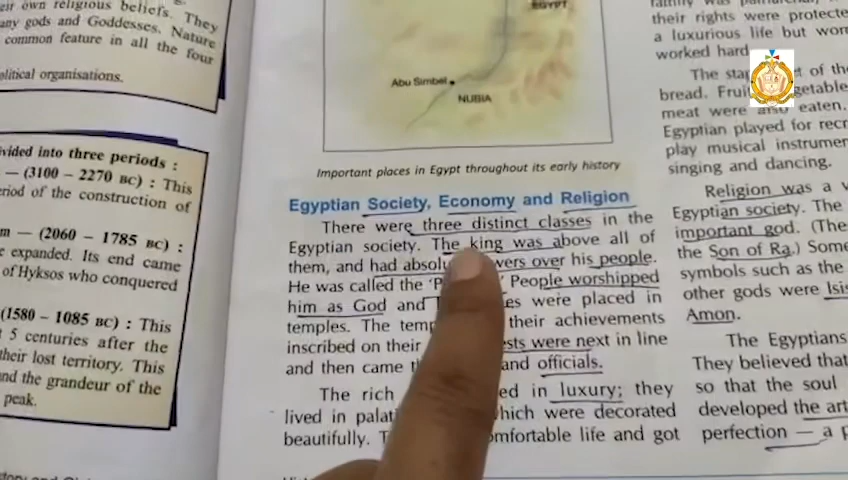 eir own religious beliefs. They
any gods and Goddesses. Nature
common feature in all the four
olitical organisations.
vided into three periods :
— (3100 – 2270 BC) : This
riod of the construction of
m — (2060 – 1785 BC) :
e expanded. Its end came
of Hyksos who conquered
(1580 – 1085 BC) : This
t 5 centuries after the
their lost territory. This
nd the grandeur of the
peak.
EGYPT
Abu Simbel
NUBIA
Important places in Egypt throughout its early history
Egyptian Society, Economy and Religion
There were three distinct classes in the
Egyptian society. The king was above all of
them, and had absolu wers over his people.
He was called the 'P ' People worshipped
him as God and es were placed in
temples. The tem their achievements
inscribed on their sts were next in line
and then came t and officials.
The rich ed in luxury; they
lived in palat which were decorated
beautifully. T omfortable life and got
their rights were protecte
a luxurious life but wom
worked hard
The sta of the
bread. Frui getable
meat were also eaten.
Egyptian played for recr
play musical instrumen
singing and dancing.
Religion was a v
Egyptian society. The
important god. (The
the Son of Ra.) Some
symbols such as the
other gods were Isis
Amon.
The Egyptians
They believed that
so that the soul
developed the art
perfection — a p